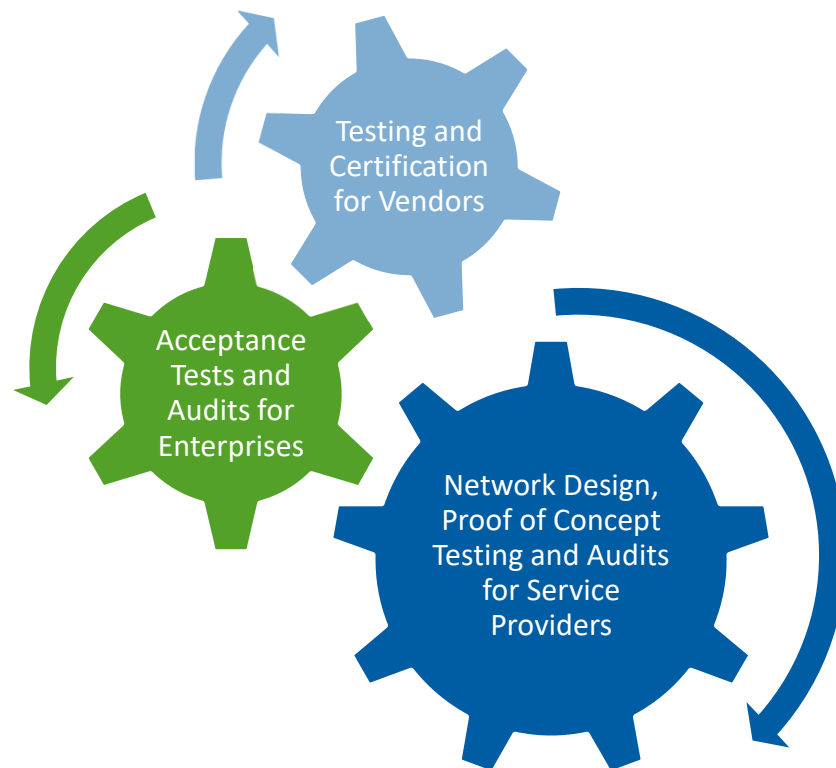 Testing and
Certification
for Vendors
Acceptance
Tests and
Audits for
Enterprises
Network Design,
Proof of Concept
Testing and Audits
for Service
Providers